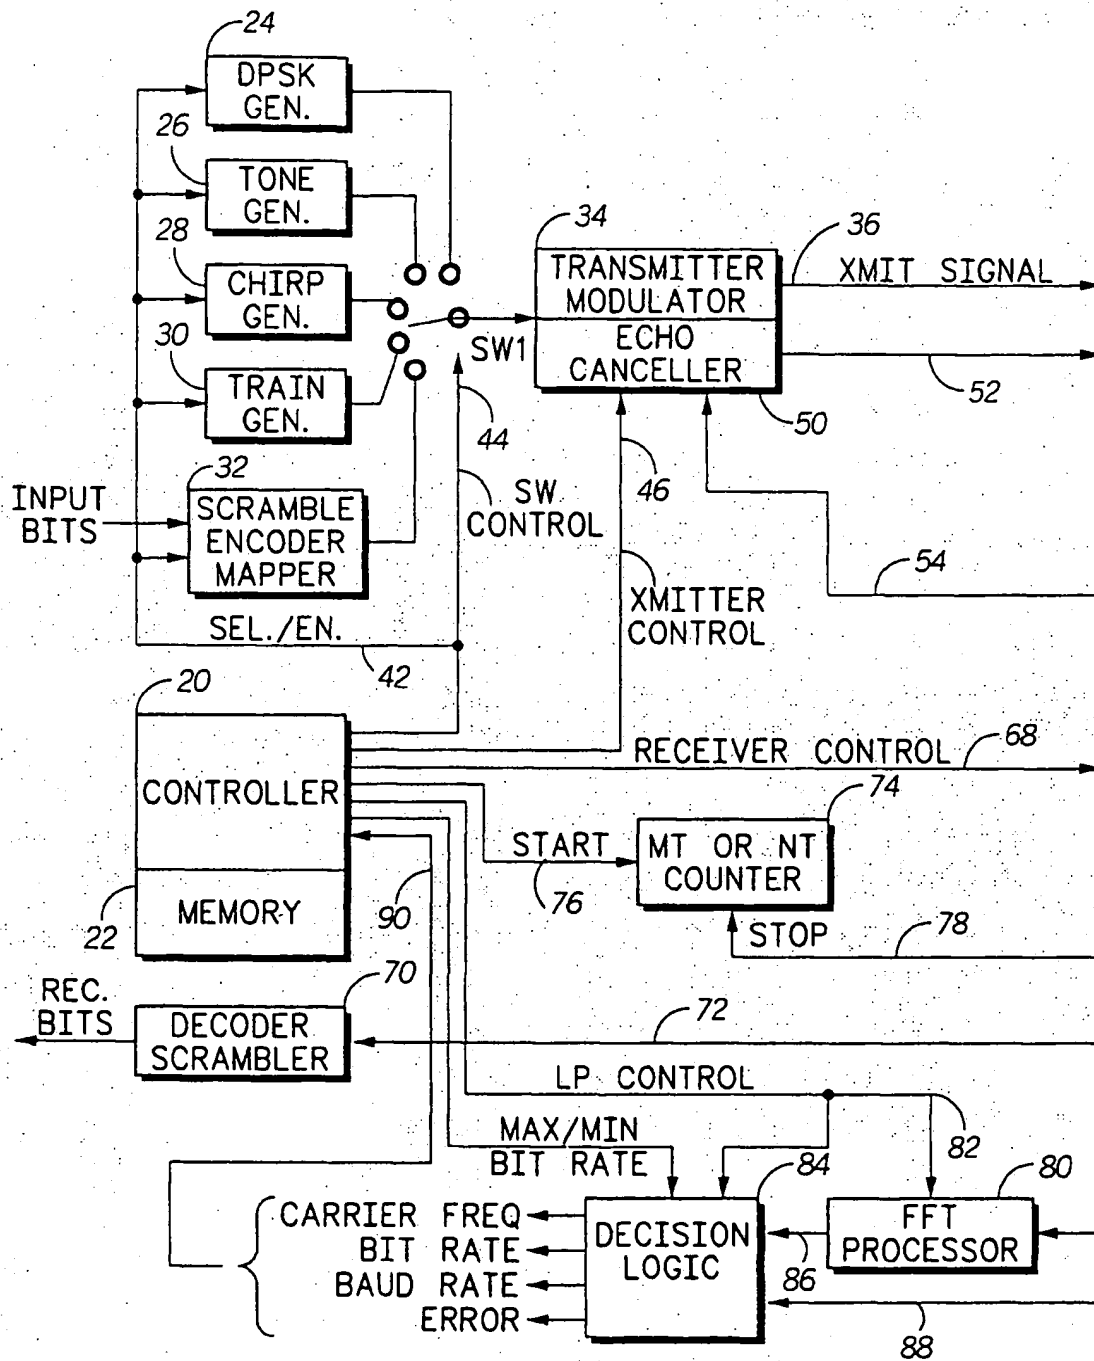 24
DPSK
GEN.
26
TONE
GEN.
28
CHIRP
GEN.
30
TRAIN
GEN.
32
INPUT
BITS
SCRAMBLE
ENCODER
MAPPER
SEL./EN.
42
SW1
44
SW
CONTROL
34
TRANSMITTER
MODULATOR
ECHO
CANCELLER
50
36
XMIT SIGNAL
52
46
54
XMITTER
CONTROL
20
CONTROLLER
22
MEMORY
RECEIVER CONTROL
68
74
START
76
MT OR NT
COUNTER
STOP
78
90
70
REC.
BITS
DECODER
SCRAMBLER
72
LP CONTROL
82
MAX/MIN
BIT RATE
84
80
DECISION
LOGIC
FFT
PROCESSOR
86
88
CARRIER FREQ
BIT RATE
BAUD RATE
ERROR